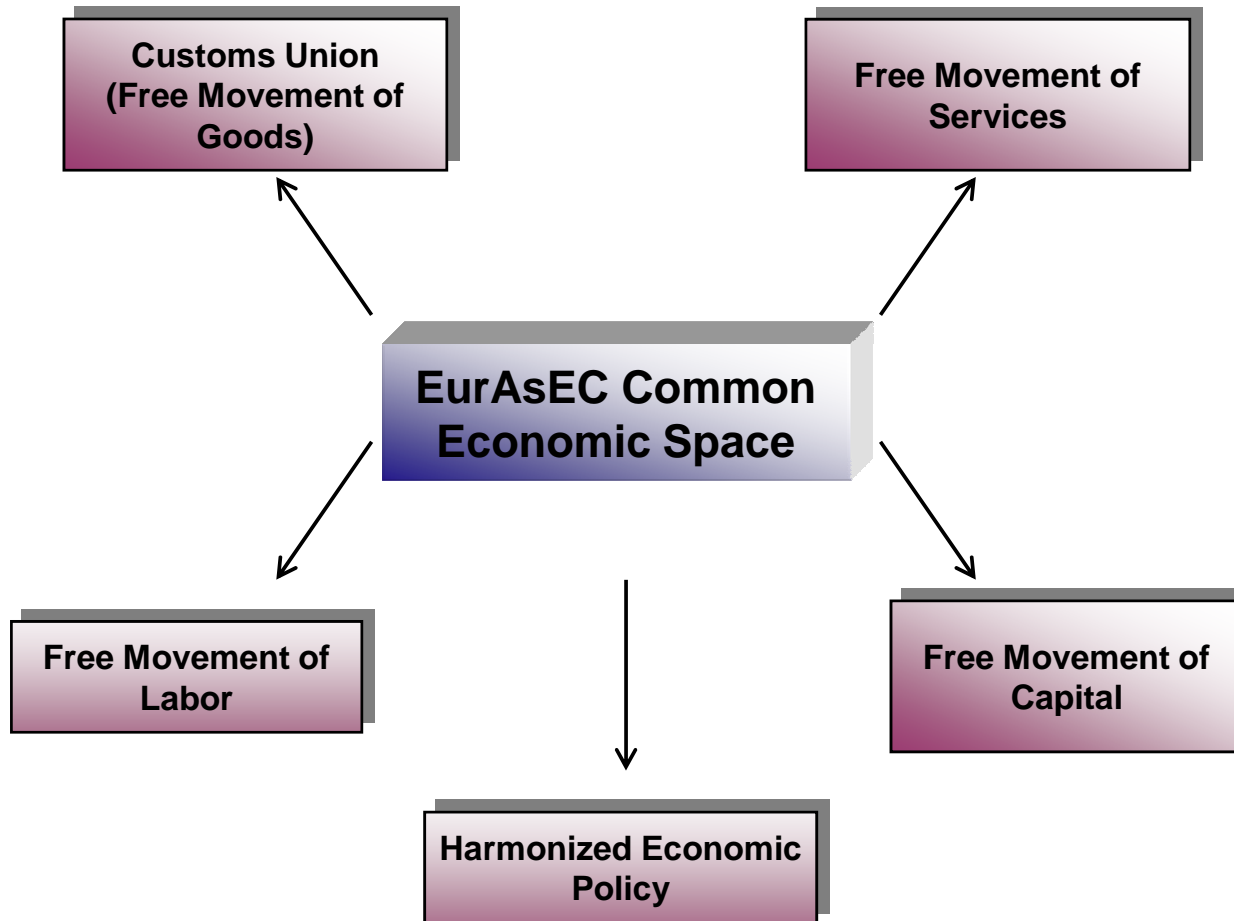 Customs Union
(Free Movement of
Goods)
Free Movement of
Services
EurAsEC Common
Economic Space
Free Movement of
Labor
Free Movement of
Capital
Harmonized Economic
Policy